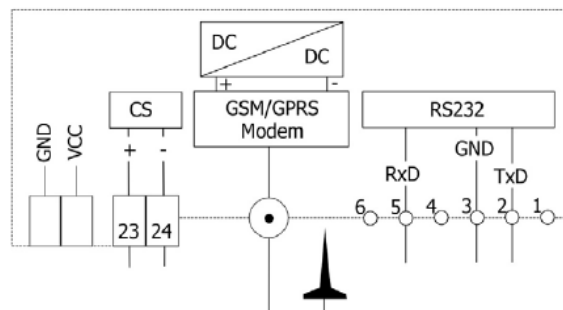 DC
DC
+ -
GSM/GPRS
Modem
CS
+ -
GND
VCC
23 24
RS232
RxD
GND
TxD
6 5 4 3 2 1